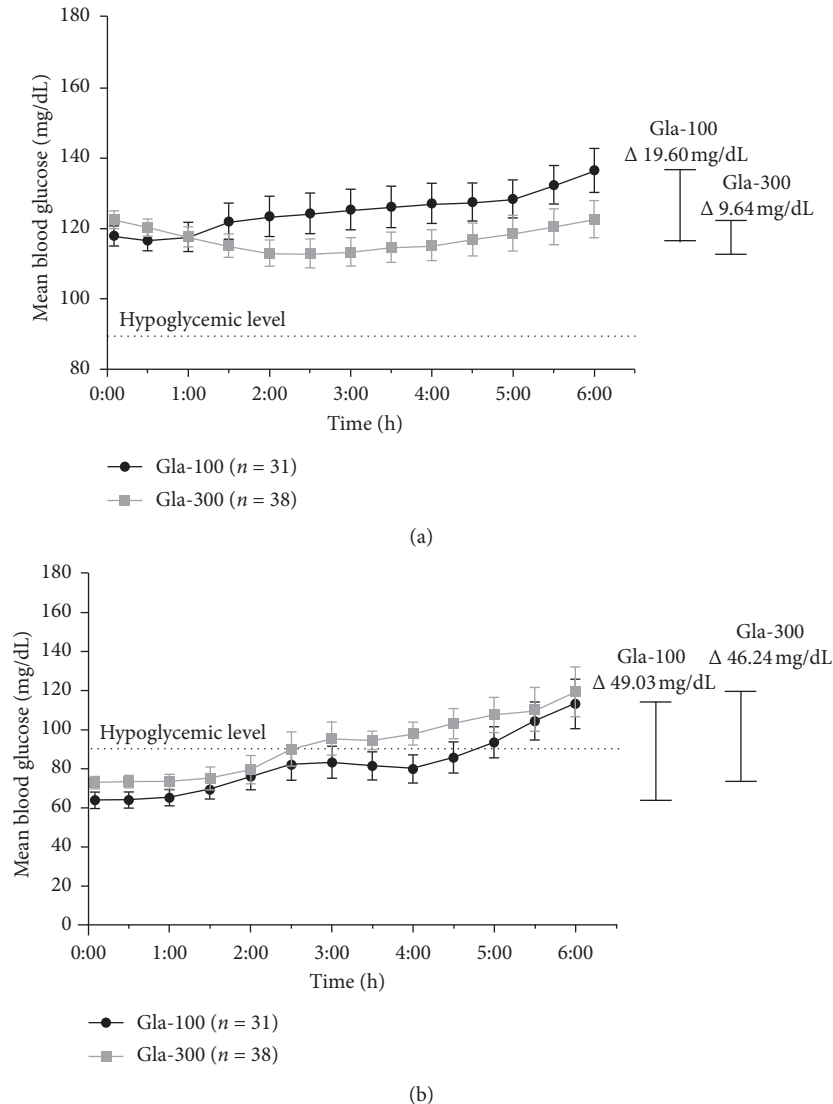 180
160
140
120
100
80
Mean blood glucose (mg/dL)
Hypoglycemic level
0:00 1:00 2:00 3:00 4:00 5:00 6:00
Time (h)
Gla-100
Δ 19.60 mg/dL
Gla-300
Δ 9.64 mg/dL
Gla-100 (n = 31)
Gla-300 (n = 38)
(a)
180
160
140
120
100
80
60
40
20
0
Mean blood glucose (mg/dL)
Hypoglycemic level
0:00 1:00 2:00 3:00 4:00 5:00 6:00
Time (h)
Gla-100
Δ 49.03 mg/dL
Gla-300
Δ 46.24 mg/dL
Gla-100 (n = 31)
Gla-300 (n = 38)
(b)